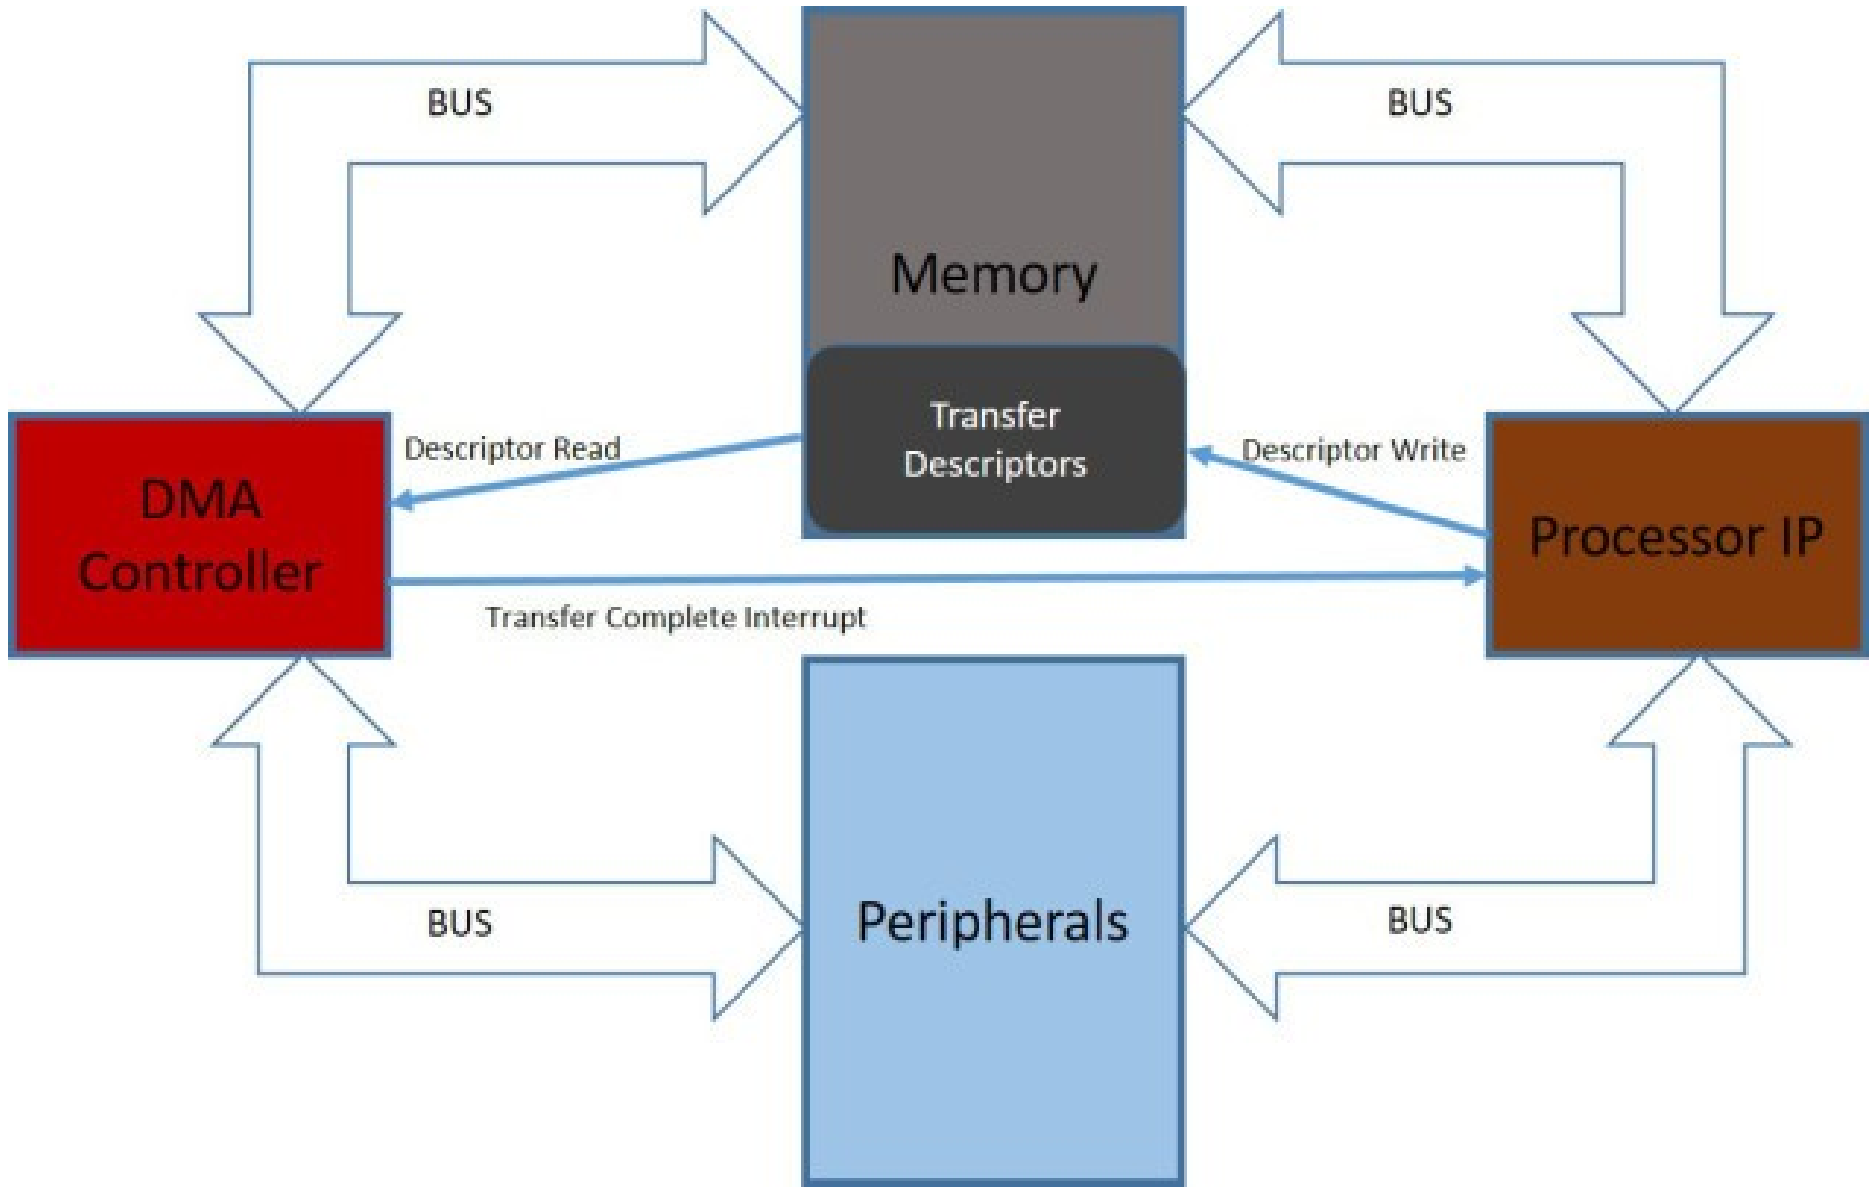 BUS
BUS
Memory
Transfer
Descriptors
Descriptor Read
Descriptor Write
DMA
Controller
Processor IP
Transfer Complete Interrupt
Peripherals
BUS
BUS